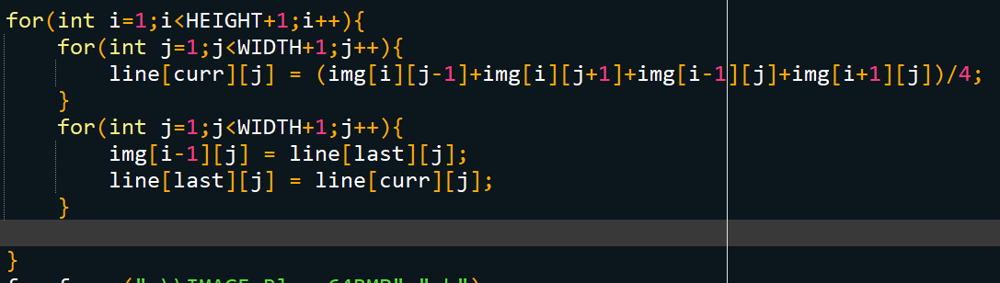 for(int i=1;i<HEIGHT+1;i++){
for(int j=1;j<WIDTH+1;j++){
line[curr][j] = (img[i][j-1]+img[i][j+1]+img[i-1][j]+img[i+1][j])/4;
}
for(int j=1;j<WIDTH+1;j++){
img[i-1][j] = line[last][j];
line[last][j] = line[curr][j];
}
}